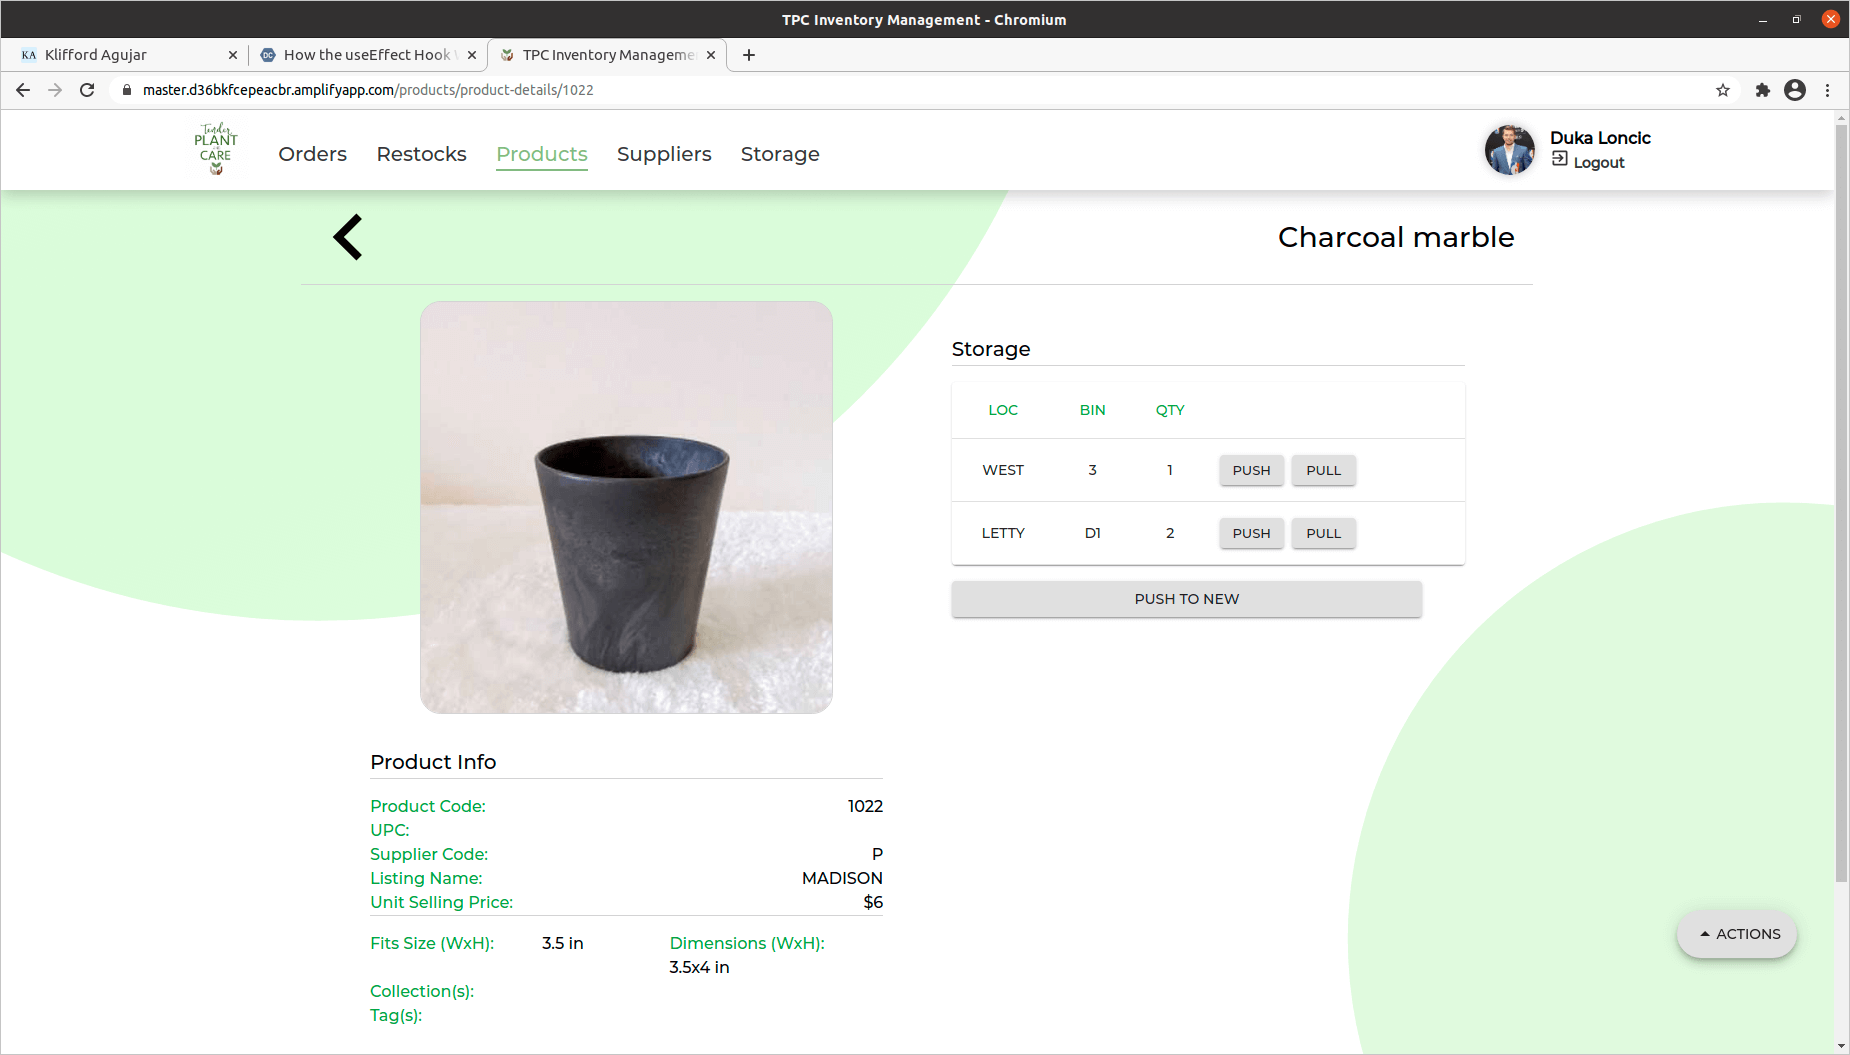 TPC Inventory Management - Chromium
KA Klifford Agujar
DC How the useEffect Hook
TPC Inventory Manageme
master.d36bkfcepeacbr.amplifyapp.com/products/product-details/1022
Tender
PLANT
CARE
Orders Restocks Products Suppliers Storage
Duka Loncic
Logout
Charcoal marble
Storage
LOC BIN QTY
WEST 3 1 PUSH PULL
LETTY D1 2 PUSH PULL
PUSH TO NEW
Product Info
Product Code: 1022
UPC:
Supplier Code: P
Listing Name: MADISON
Unit Selling Price: $6
Fits Size (WxH): 3.5 in Dimensions (WxH):
3.5x4 in
Collection(s):
Tag(s):
ACTIONS